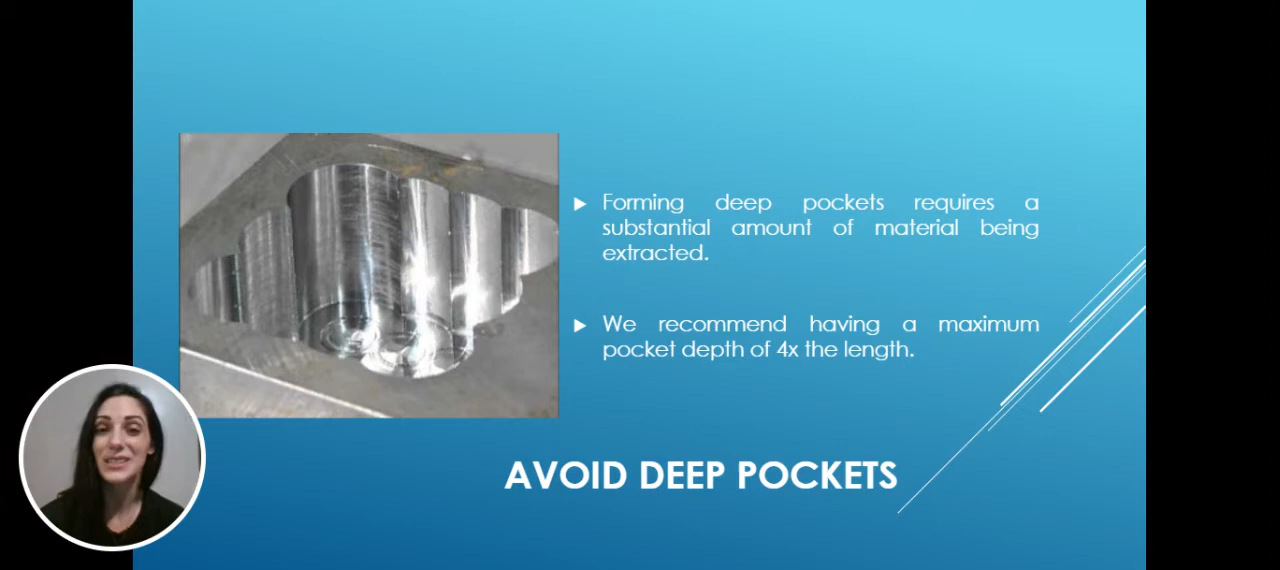 Forming deep pockets requires a
substantial amount of material being
extracted.
We recommend having a maximum
pocket depth of 4x the length.
AVOID DEEP POCKETS